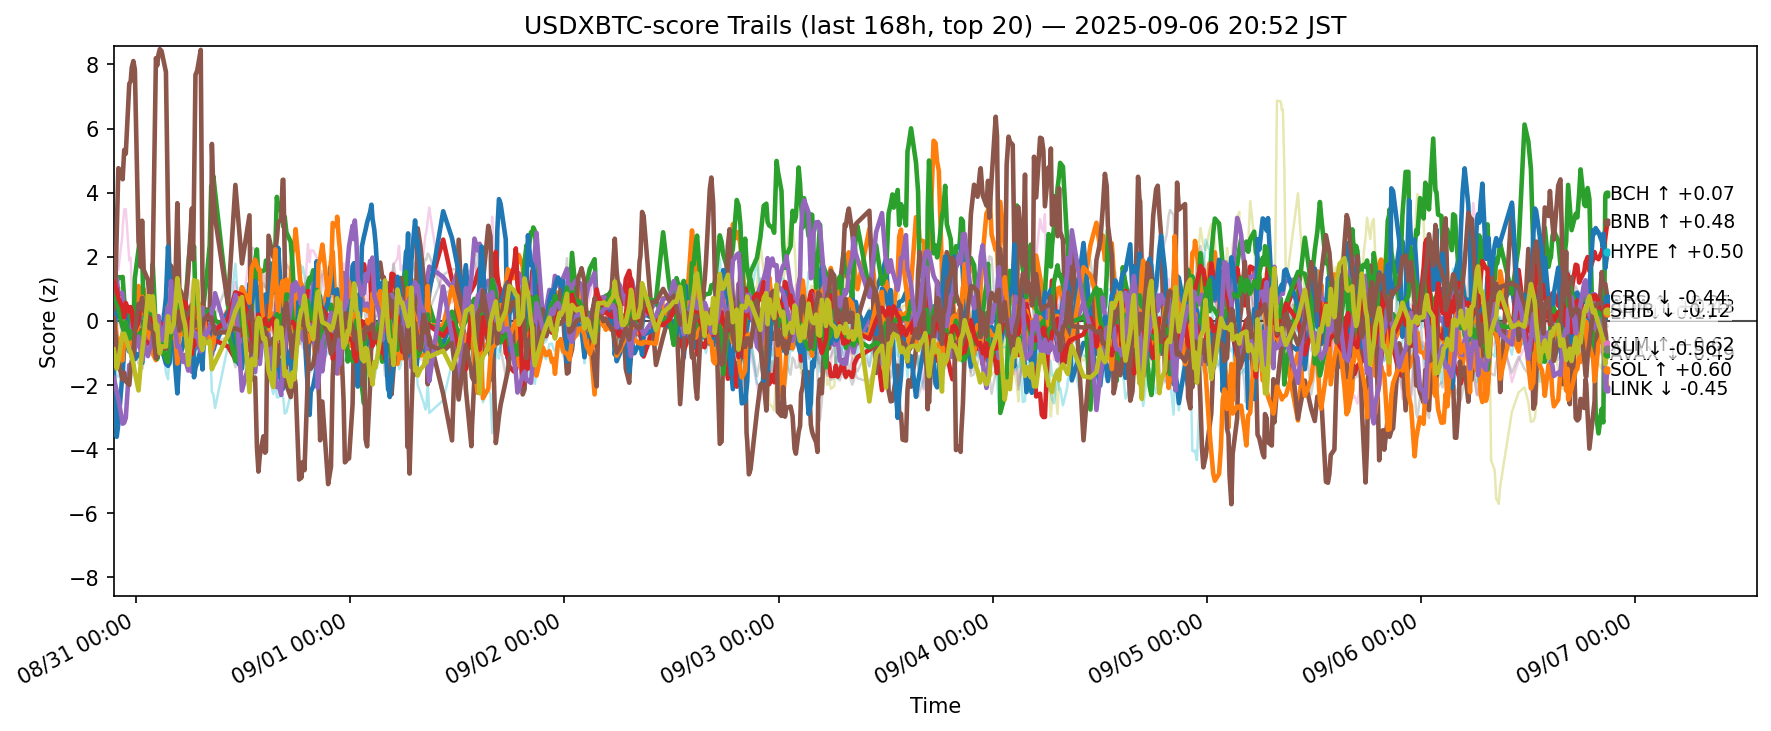 USDXBTC-score Trails (last 168h, top 20) — 2025-09-06 20:52 JST
Score (z)
8
6
4
2
0
−2
−4
−6
−8
BCH ↑ +0.07
BNB ↑ +0.48
HYPE ↑ +0.50
CRO ↓ -0.44
SHIB ↓ -0.12
SUI ↓ -0.56
SOL ↑ +0.60
LINK ↓ -0.45
08/31 00:00
09/01 00:00
09/02 00:00
09/03 00:00
09/04 00:00
09/05 00:00
09/06 00:00
09/07 00:00
Time